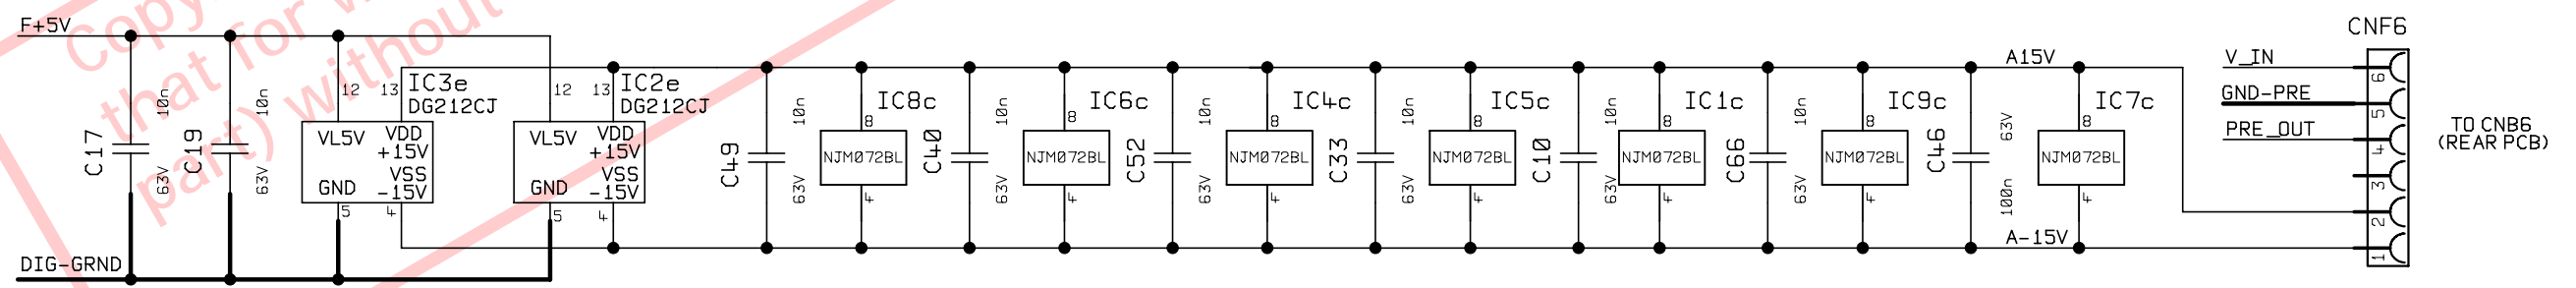 F+5V
DIG-GRND
C17
10n
63V
C19
10n
63V
12
13
IC3e
DG212CJ
VL5V
VDD
+15V
VSS
-15V
GND
5
4
12
13
IC2e
DG212CJ
VL5V
VDD
+15V
VSS
-15V
GND
5
4
C49
10n
63V
IC8c
8
NJM072BL
4
C40
10n
63V
IC6c
8
NJM072BL
4
C52
10n
63V
IC4c
8
NJM072BL
4
C33
10n
63V
IC5c
8
NJM072BL
4
C10
10n
63V
IC1c
8
NJM072BL
4
C66
10n
63V
IC9c
8
NJM072BL
4
C46
63V
100n
IC7c
8
NJM072BL
4
A15V
A-15V
V_IN
GND-PRE
PRE_OUT
CNF6
6
5
4
3
2
1
TO CNB6
(REAR PCB)
Copy
that for w
part) without